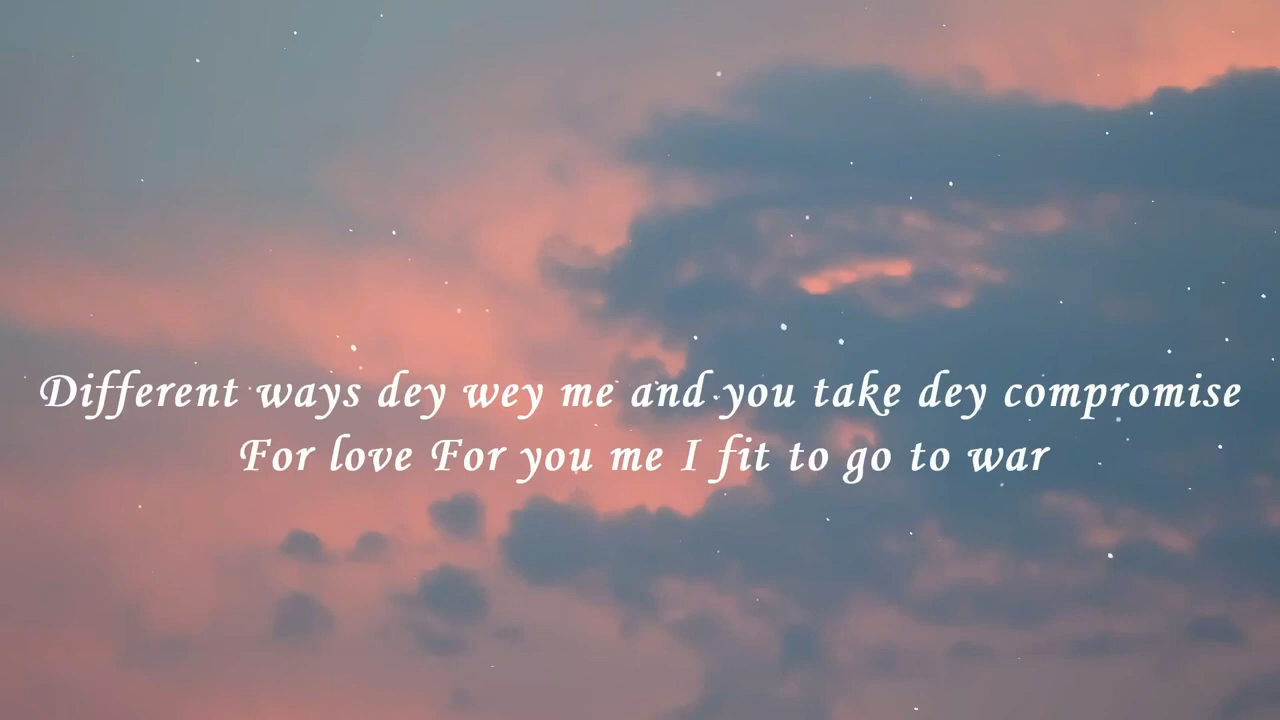 Different ways dey wey me and you take dey compromise
For love For you me I fit to go to war